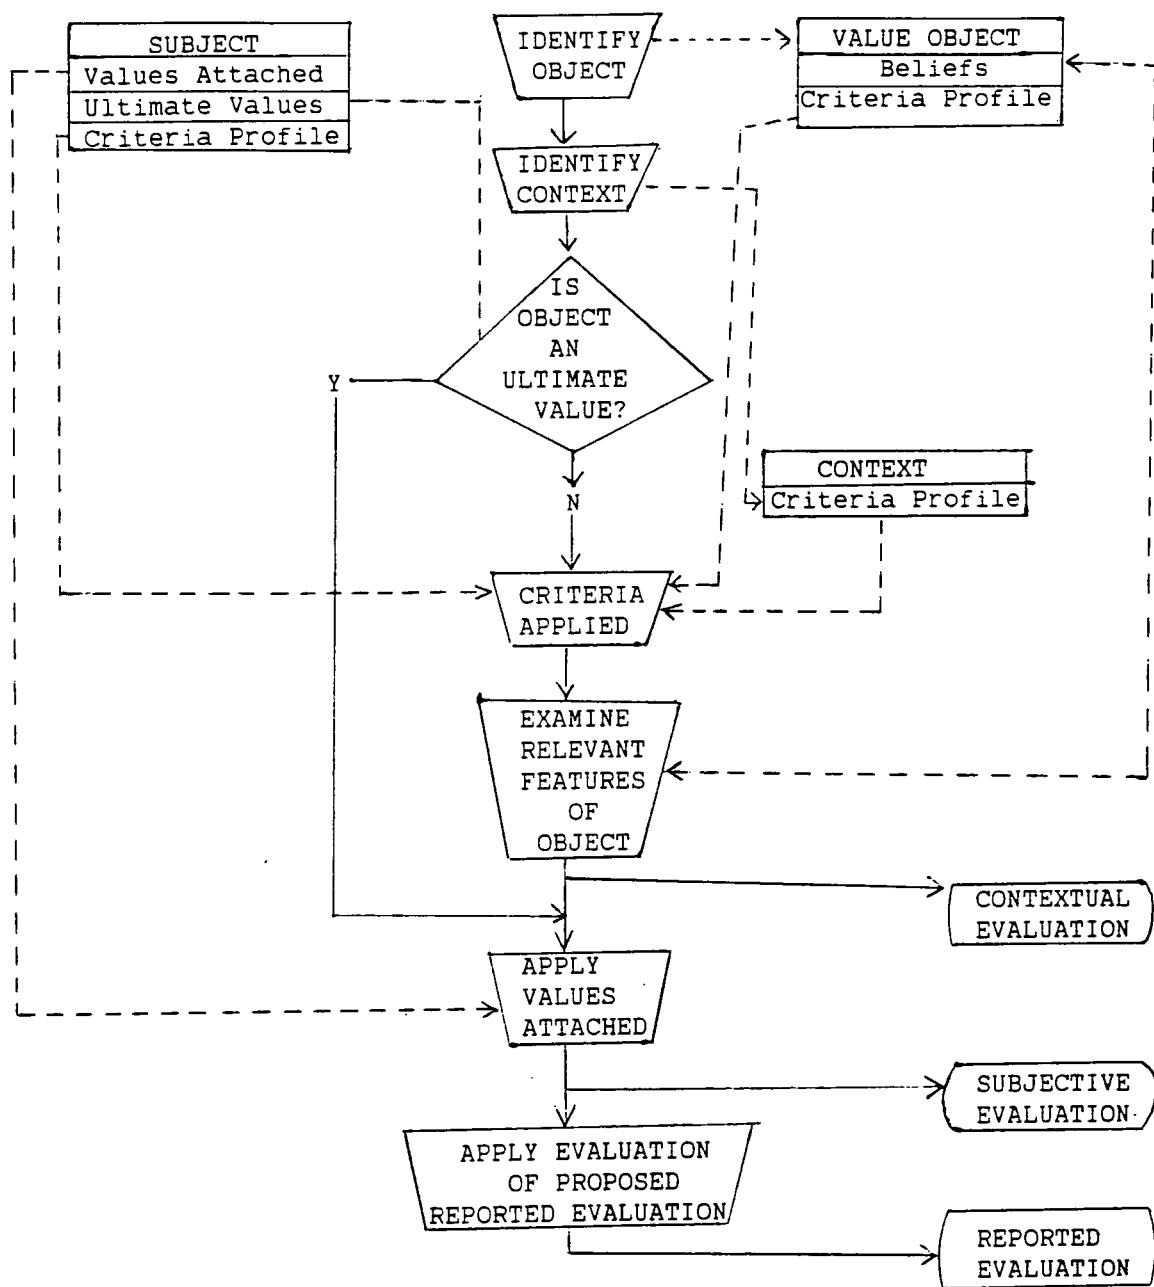 SUBJECT
Values Attached
Ultimate Values
Criteria Profile
IDENTIFY
OBJECT
VALUE OBJECT
Beliefs
Criteria Profile
IDENTIFY
CONTEXT
IS
OBJECT
AN
ULTIMATE
VALUE?
Y
N
CONTEXT
Criteria Profile
CRITERIA
APPLIED
EXAMINE
RELEVANT
FEATURES
OF
OBJECT
CONTEXTUAL
EVALUATION
APPLY
VALUES
ATTACHED
SUBJECTIVE
EVALUATION
APPLY EVALUATION
OF PROPOSED
REPORTED EVALUATION
REPORTED
EVALUATION